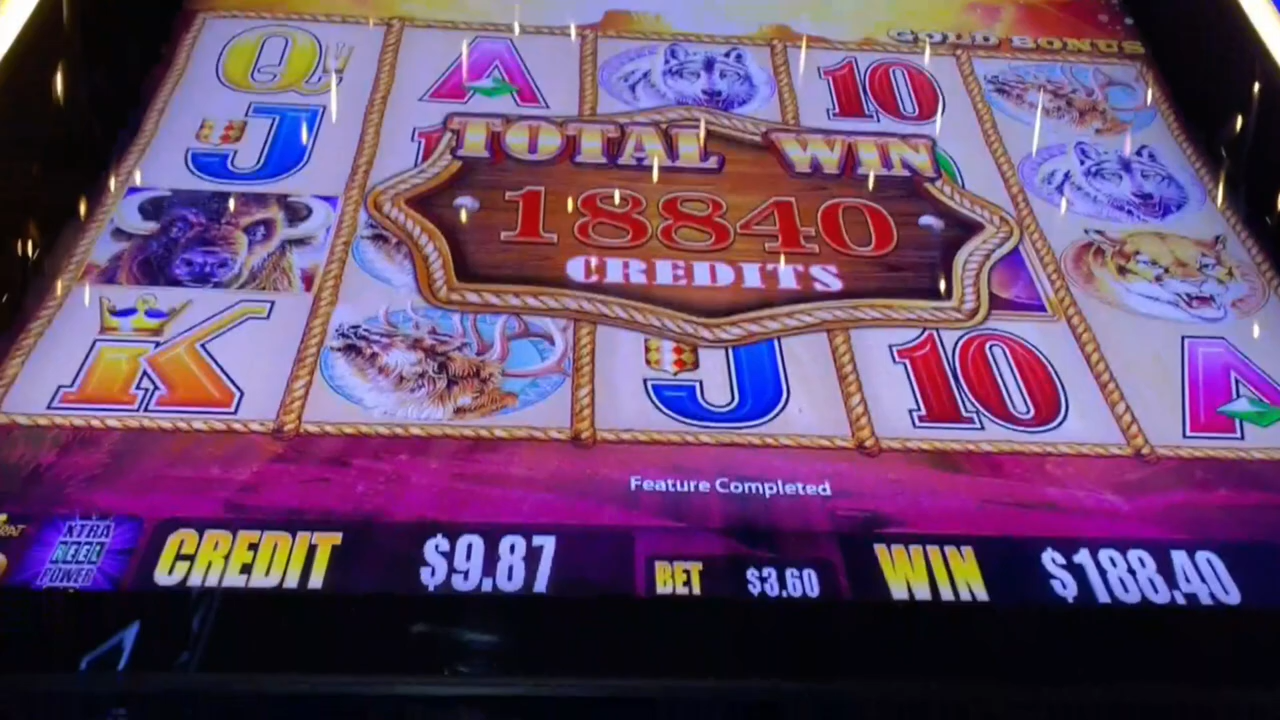 GOLD BONUS
Q
A
10
J
TOTAL WIN
18840
CREDITS
K
J
10
A
Feature Completed
XTRA
REEL
POWER
CREDIT $9.87
BET $3.60
WIN $188.40